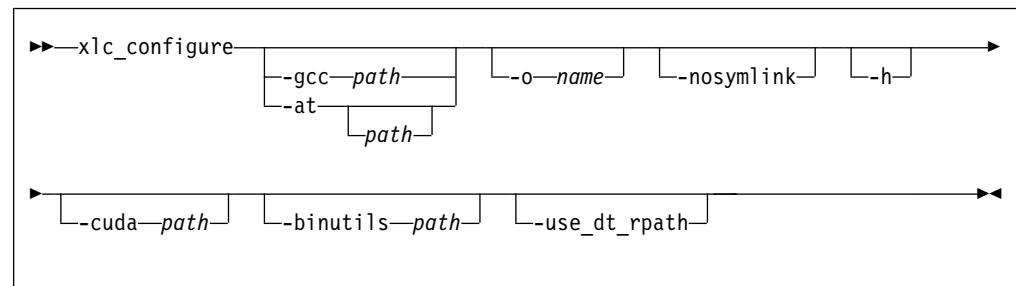 xlc_configure
-gcc path -o name -nosymlink -h
-at
path
-cuda path -binutils path -use_dt_rpath